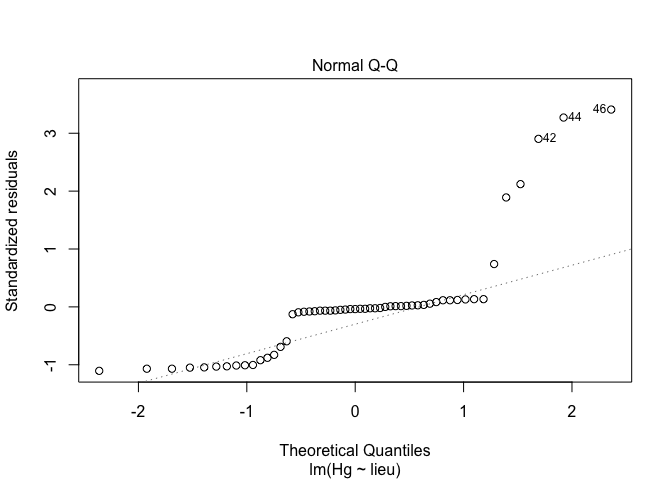 Normal Q-Q
Standardized residuals
3
2
1
0
-1
46
44
42
-2 -1 0 1 2
Theoretical Quantiles
lm(Hg ~ lieu)